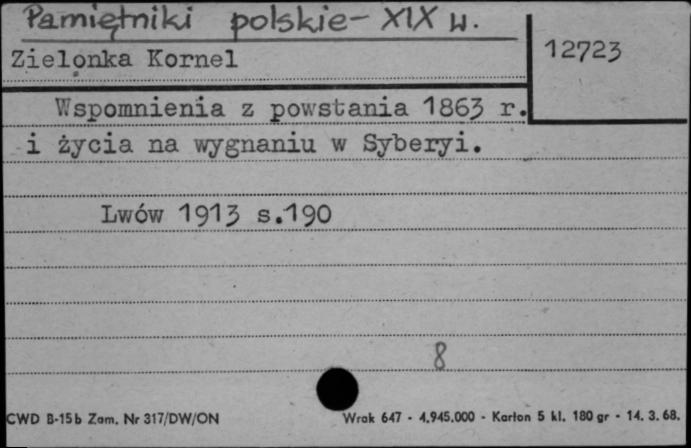 Pamiętniki polskie - XIX w.
Zielonka Kornel
12723
Wspomnienia z powstania 1863 r.
i życia na wygnaniu w Syberyi.
Lwów 1913 s.190
8
CWD B-15b Zam. Nr 317/DW/ON
Wrak 647 - 4.945.000 - Karton 5 kl. 180 gr - 14. 3. 68.